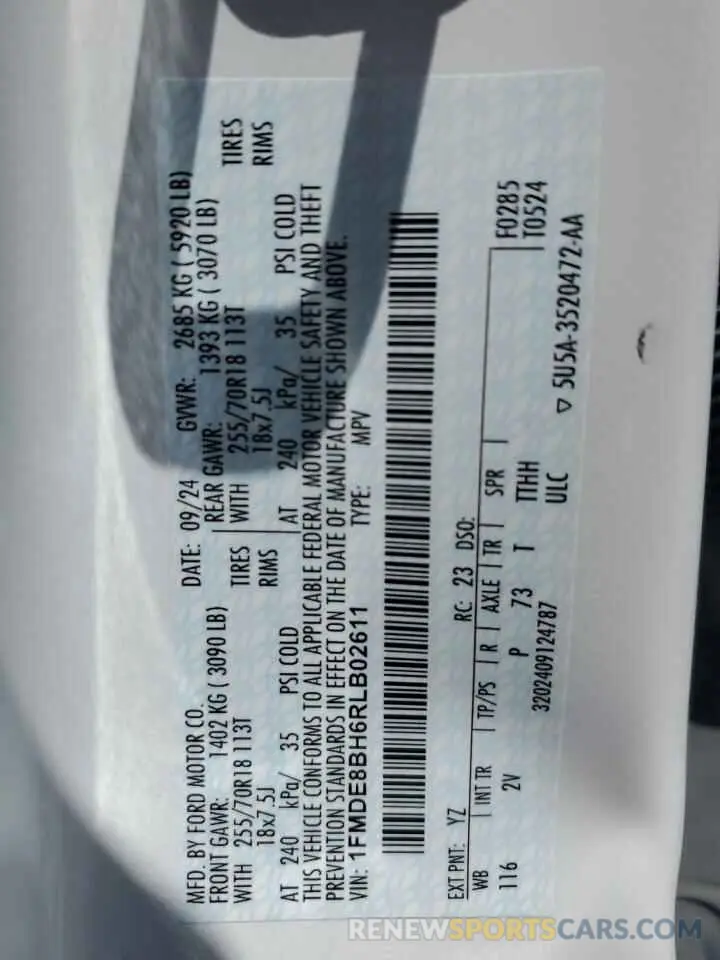 MFD. BY FORD MOTOR CO.
DATE: 09/24 GVWR: 2685 KG ( 5920 LB)
FRONT GAWR: 1402 KG ( 3090 LB)
REAR GAWR: 1393 KG ( 3070 LB)
WITH 255/70R18 113T TIRES
WITH 255/70R18 113T TIRES
18x7.5J RIMS
18x7.5J RIMS
AT 240 kPa/ 35 PSI COLD
AT 240 kPa/ 35 PSI COLD
THIS VEHICLE CONFORMS TO ALL APPLICABLE FEDERAL MOTOR VEHICLE SAFETY AND THEFT
PREVENTION STANDARDS IN EFFECT ON THE DATE OF MANUFACTURE SHOWN ABOVE.
VIN: 1FMDE8BH6RLB02611 TYPE: MPV
EXT PNT: YZ RC: 23 DSO: F0285
WB INT TR TP/PS R AXLE TR SPR T0524
116 2V P 73 T TTHH
3202409124787 ULC ▽ 5U5A-3520472-AA
RENEWSPORTSCARS.COM